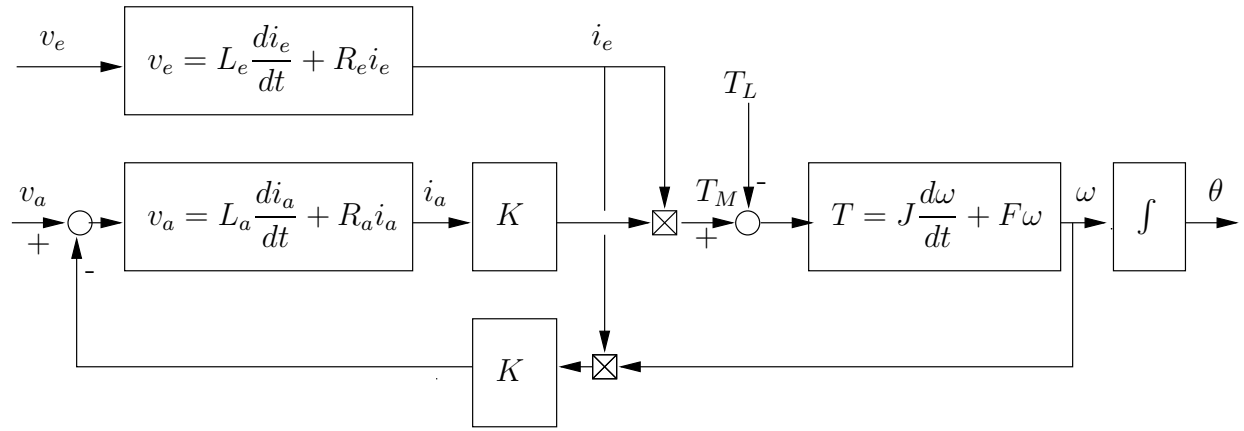 v_e
v_e = L_e di_e/dt + R_e i_e
i_e
T_L
-
v_a
+
-
v_a = L_a di_a/dt + R_a i_a
i_a
K
T_M
+
T = J dω/dt + Fω
ω
∫
θ
K